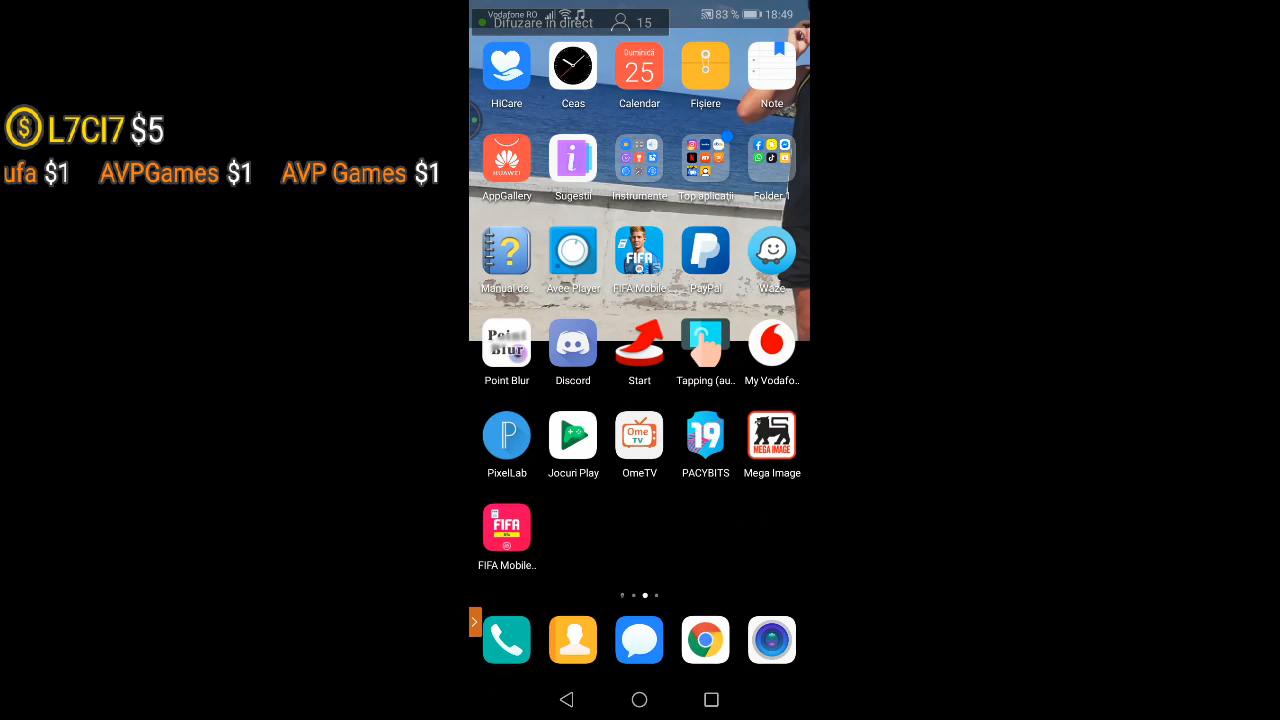 Vodafone RO 83 % 18:49
Difuzare în direct 15
L7CI7 $5
ufa $1 AVPGames $1 AVP Games $1
Duminică
25
HiCare Ceas Calendar Fișiere Note
HUAWEI
AppGallery Sugestii Instrumente Top aplicații Folder 1
FIFA
Manual de.. Avee Player FIFA Mobile.. PayPal Waze
Point Blur
Point Blur Discord Start Tapping (au.. My Vodafo..
Ome TV 19 MEGA IMAGE
PixelLab Jocuri Play OmeTV PACYBITS Mega Image
FIFA
FIFA Mobile..